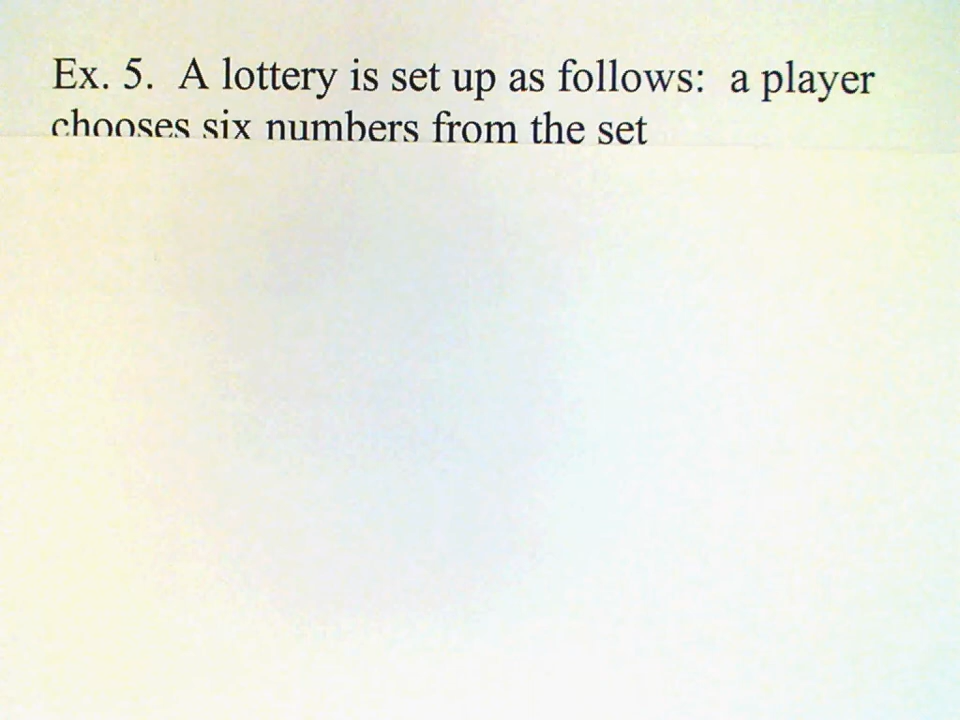 Ex. 5. A lottery is set up as follows: a player
chooses six numbers from the set